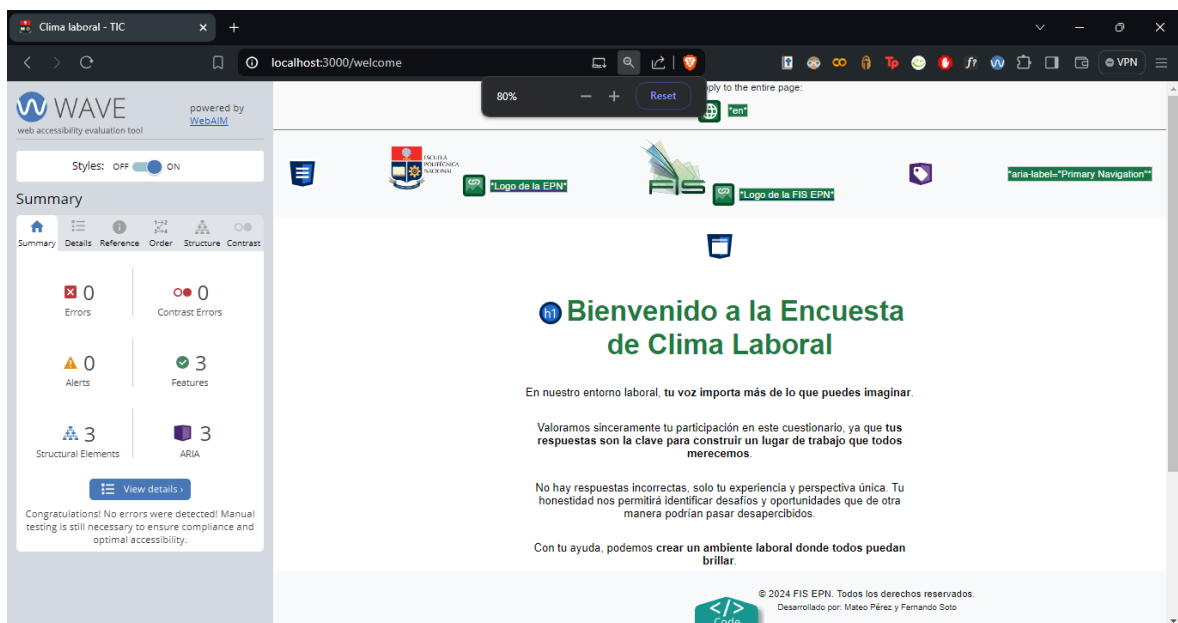 Clima laboral - TIC
localhost:3000/welcome
VPN
80%
Reset
WAVE
web accessibility evaluation tool
powered by
WebAIM
Styles: OFF ON
Summary
Summary Details Reference Order Structure Contrast
0
Errors
0
Contrast Errors
0
Alerts
3
Features
3
Structural Elements
3
ARIA
View details ›
Congratulations! No errors were detected! Manual
testing is still necessary to ensure compliance and
optimal accessibility.
to the entire page:
*en*
ESCUELA
POLITÉCNICA
NACIONAL
*Logo de la EPN*
FIS
*Logo de la FIS EPN*
*aria-label="Primary Navigation"*
h1
Bienvenido a la Encuesta
de Clima Laboral
En nuestro entorno laboral, tu voz importa más de lo que puedes imaginar.
Valoramos sinceramente tu participación en este cuestionario, ya que tus
respuestas son la clave para construir un lugar de trabajo que todos
merecemos.
No hay respuestas incorrectas, solo tu experiencia y perspectiva única. Tu
honestidad nos permitirá identificar desafíos y oportunidades que de otra
manera podrían pasar desapercibidos.
Con tu ayuda, podemos crear un ambiente laboral donde todos puedan
brillar.
</>
Code
© 2024 FIS EPN. Todos los derechos reservados.
Desarrollado por: Mateo Pérez y Fernando Soto